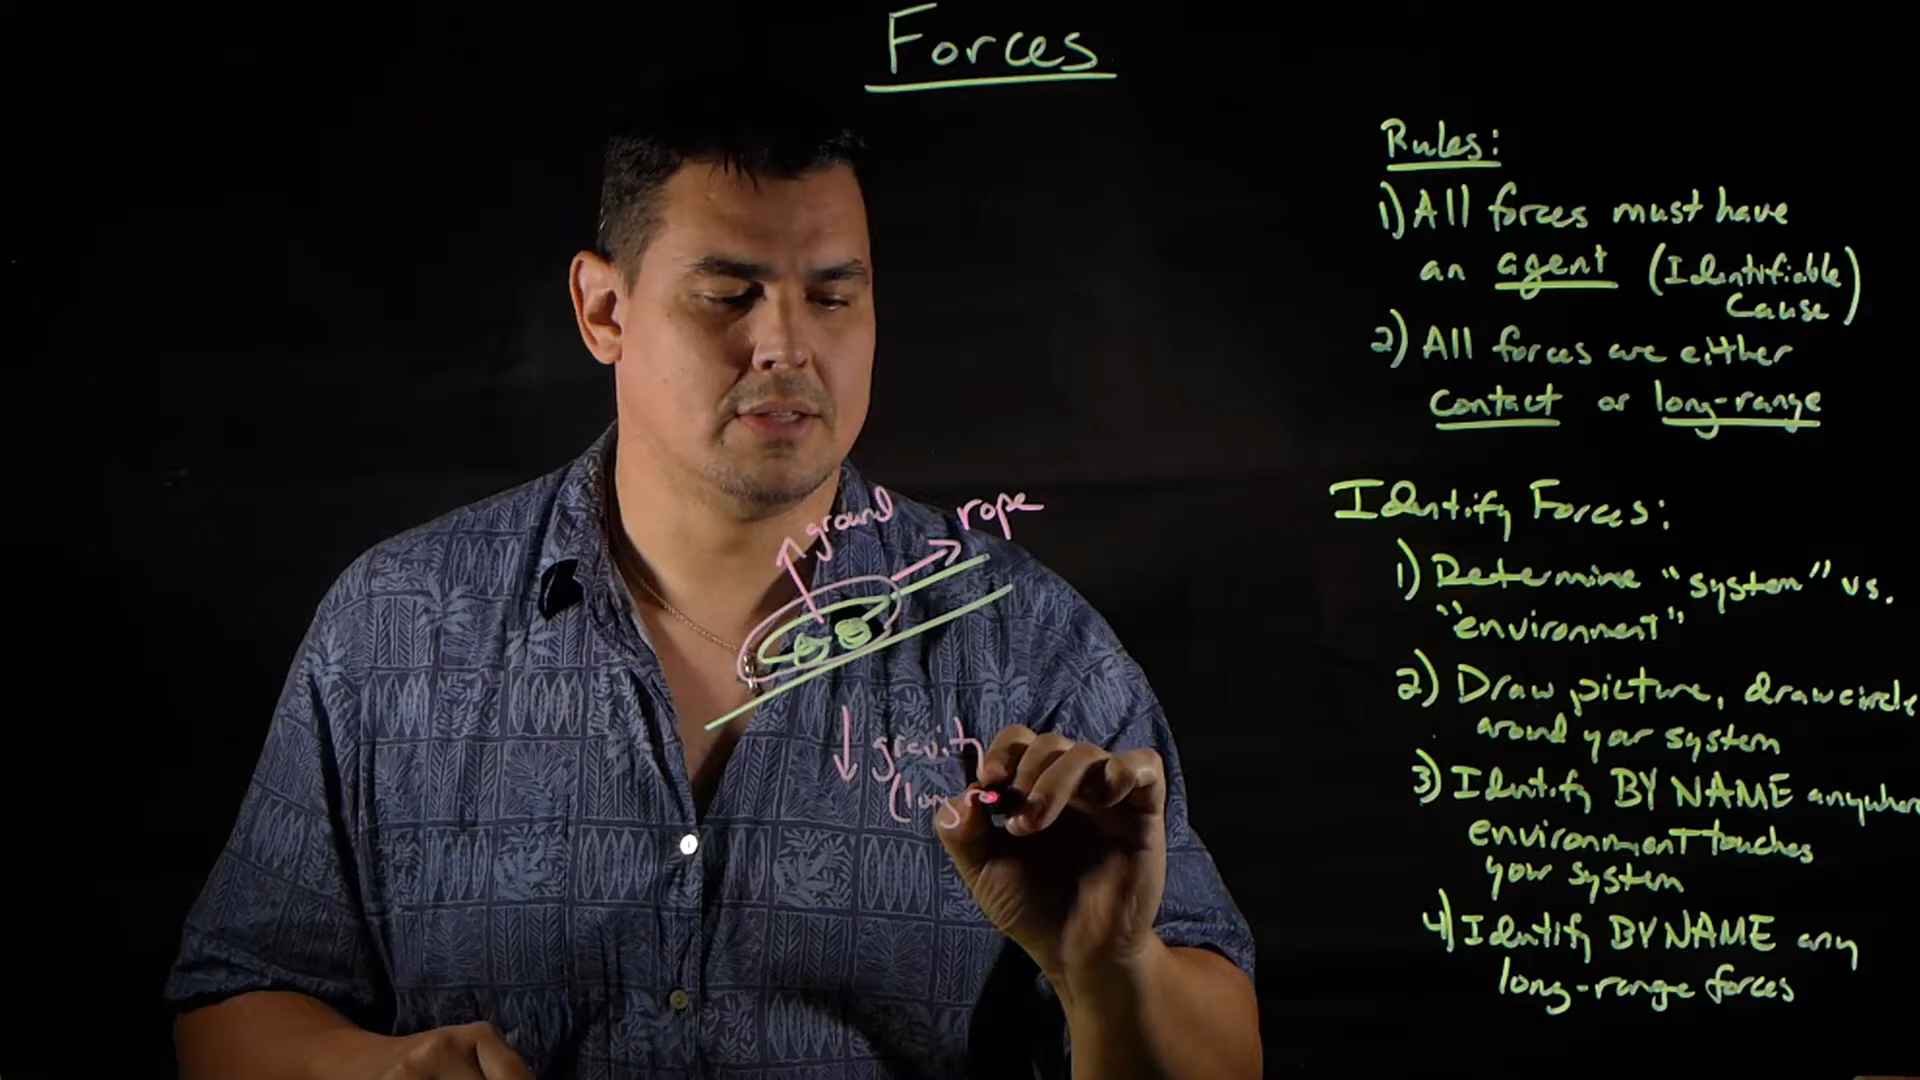 Forces
Rules:
1) All forces must have
an agent (Identifiable
Cause)
2) All forces are either
contact or long-range
ground
rope
gravity
(long r
Identify Forces:
1) Determine "system" vs.
"environment"
2) Draw picture, draw circle
around your system
3) Identify BY NAME anywhere
environment touches
your system
4) Identify BY NAME any
long-range forces